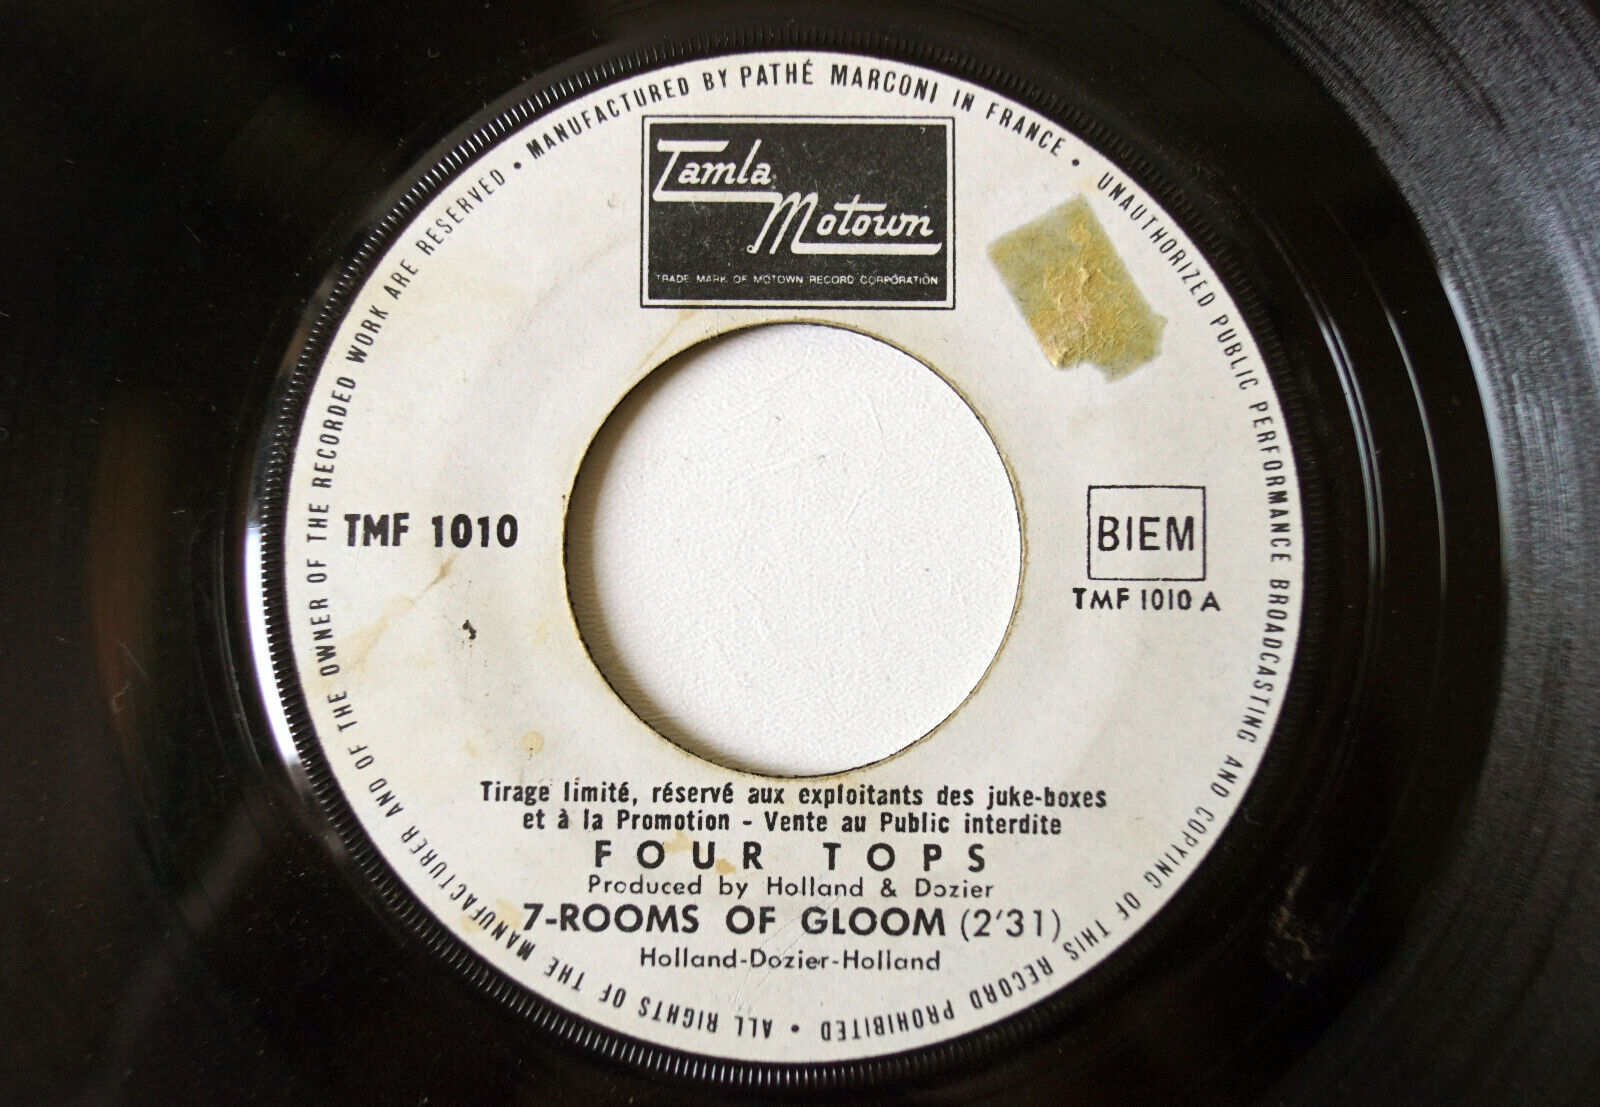 • MANUFACTURED BY PATHÉ MARCONI IN FRANCE • UNAUTHORIZED PUBLIC PERFORMANCE BROADCASTING AND COPYING OF THIS RECORD PROHIBITED • ALL RIGHTS OF THE MANUFACTURER AND OF THE OWNER OF THE RECORDED WORK ARE RESERVED
Tamla
Motown
TRADE MARK OF MOTOWN RECORD CORPORATION
TMF 1010
BIEM
TMF 1010 A
Tirage limité, réservé aux exploitants des juke-boxes
et à la Promotion - Vente au Public interdite
FOUR TOPS
Produced by Holland & Dozier
7-ROOMS OF GLOOM (2'31)
Holland-Dozier-Holland